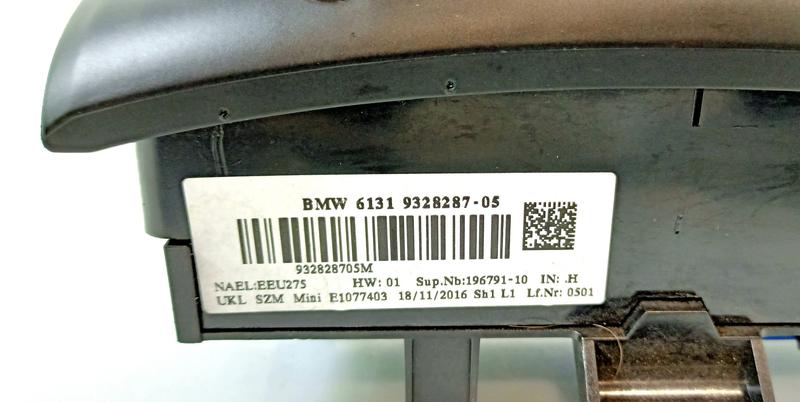 BMW 6131 9328287-05
932828705M
NAEL:EEU275 HW: 01 Sup.Nb:196791-10 IN: .H
UKL SZM Mini E1077403 18/11/2016 Sh1 L1 Lf.Nr: 0501